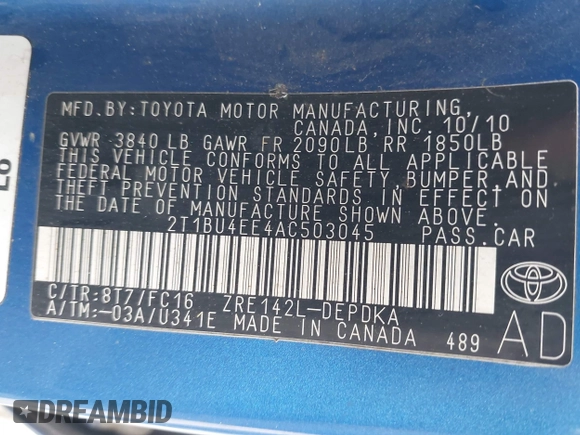 MFD. BY: TOYOTA MOTOR MANUFACTURING,
CANADA, INC. 10/10
GVWR 3840 LB GAWR FR 2090LB RR 1850LB
THIS VEHICLE CONFORMS TO ALL APPLICABLE
FEDERAL MOTOR VEHICLE SAFETY, BUMPER, AND
THEFT PREVENTION STANDARDS IN EFFECT ON
THE DATE OF MANUFACTURE SHOWN ABOVE.
2T1BU4EE4AC503045 PASS.CAR
C/TR:8T7/FC16 ZRE142L-DEPDKA
A/TM:-03A/U341E MADE IN CANADA 489
TOYOTA
AD
DREAMBID